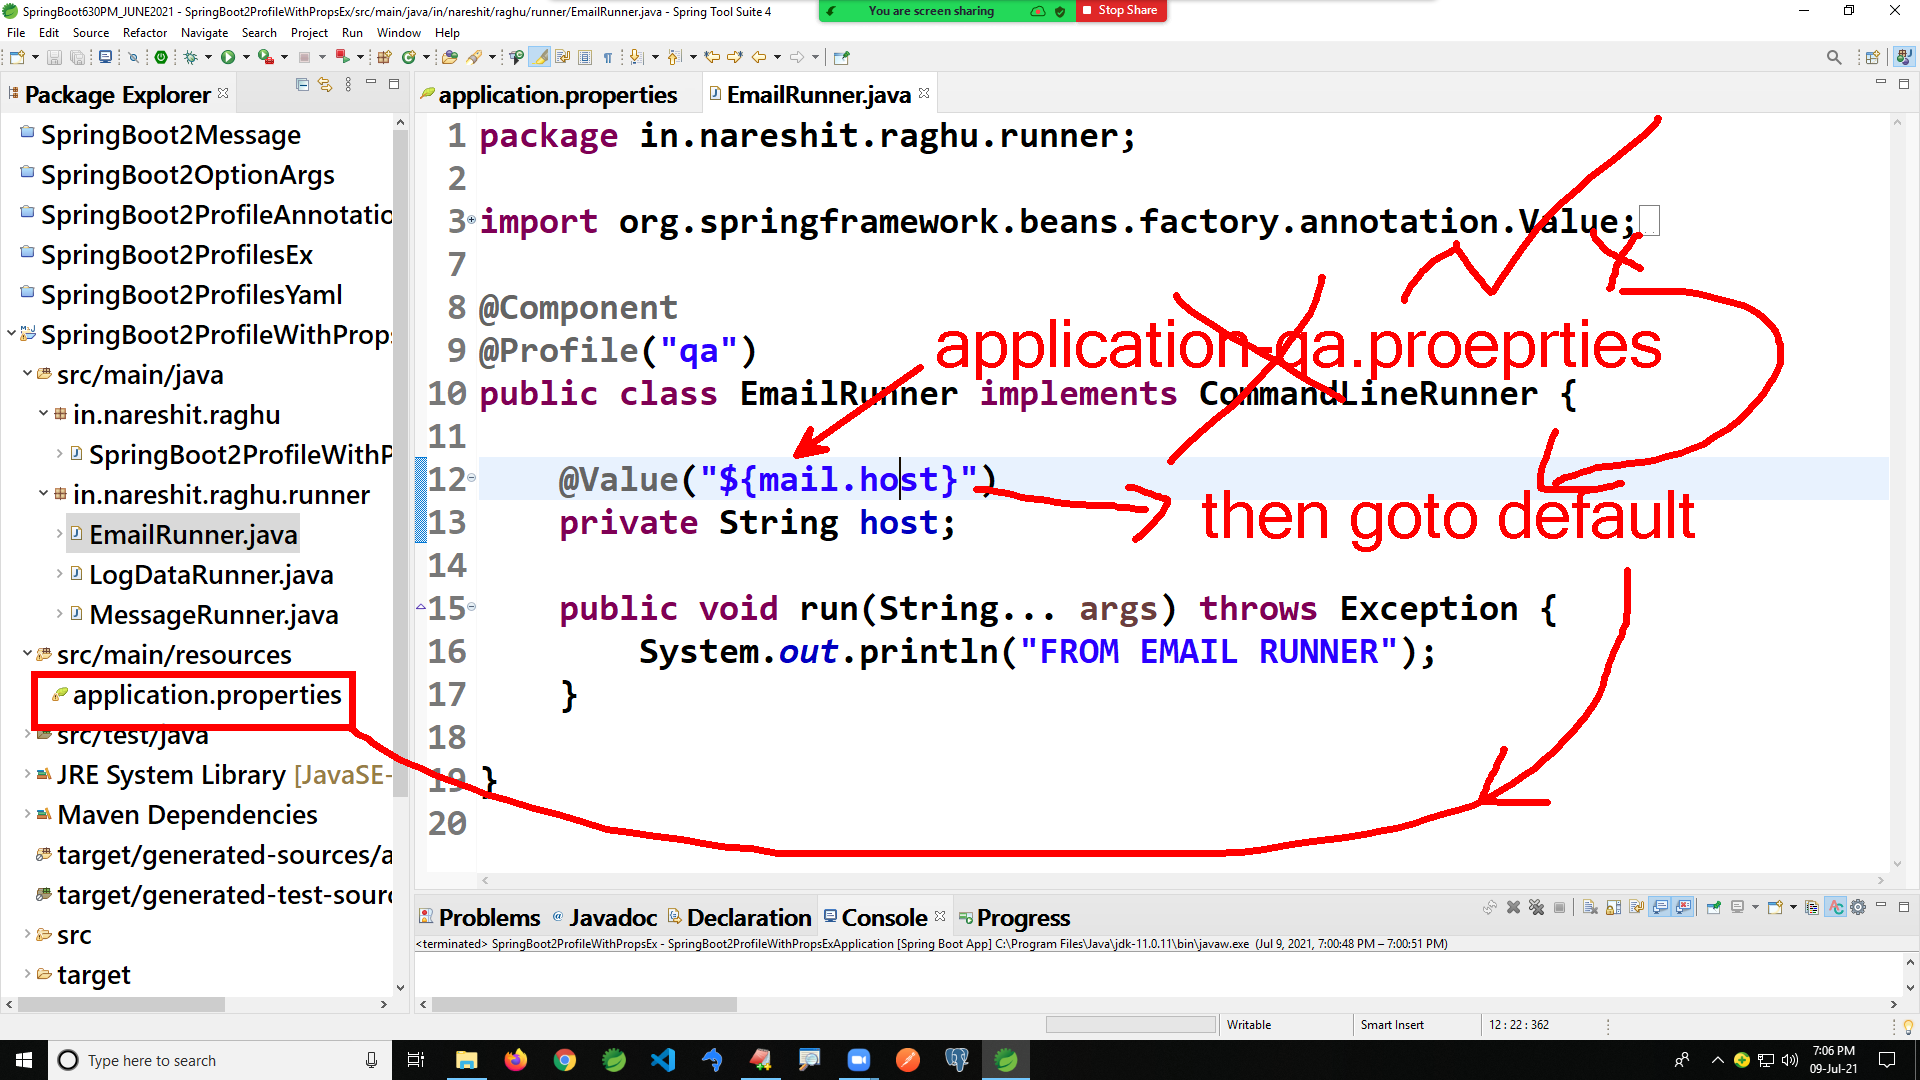 SpringBoot630PM_JUNE2021 - SpringBoot2ProfileWithPropsEx/src/main/java/in/nareshit/raghu/runner/EmailRunner.java - Spring Tool Suite 4
You are screen sharing
Stop Share
File Edit Source Refactor Navigate Search Project Run Window Help
Package Explorer
SpringBoot2Message
SpringBoot2OptionArgs
SpringBoot2ProfileAnnotatio
SpringBoot2ProfilesEx
SpringBoot2ProfilesYaml
SpringBoot2ProfileWithProps
src/main/java
in.nareshit.raghu
SpringBoot2ProfileWithP
in.nareshit.raghu.runner
EmailRunner.java
LogDataRunner.java
MessageRunner.java
src/main/resources
application.properties
src/test/java
JRE System Library [JavaSE-
Maven Dependencies
target/generated-sources/a
target/generated-test-sourc
src
target
application.properties
EmailRunner.java
1 package in.nareshit.raghu.runner;
2
3 import org.springframework.beans.factory.annotation.Value;
7
8 @Component
9 @Profile("qa")
10 public class EmailRunner implements CommandLineRunner {
11
12 @Value("${mail.host}")
13 private String host;
14
15 public void run(String... args) throws Exception {
16 System.out.println("FROM EMAIL RUNNER");
17 }
18
19 }
20
application-qa.proeprties
then goto default
Problems Javadoc Declaration Console Progress
<terminated> SpringBoot2ProfileWithPropsEx - SpringBoot2ProfileWithPropsExApplication [Spring Boot App] C:\Program Files\Java\jdk-11.0.11\bin\javaw.exe (Jul 9, 2021, 7:00:48 PM – 7:00:51 PM)
Writable
Smart Insert
12 : 22 : 362
Type here to search
7:06 PM
09-Jul-21